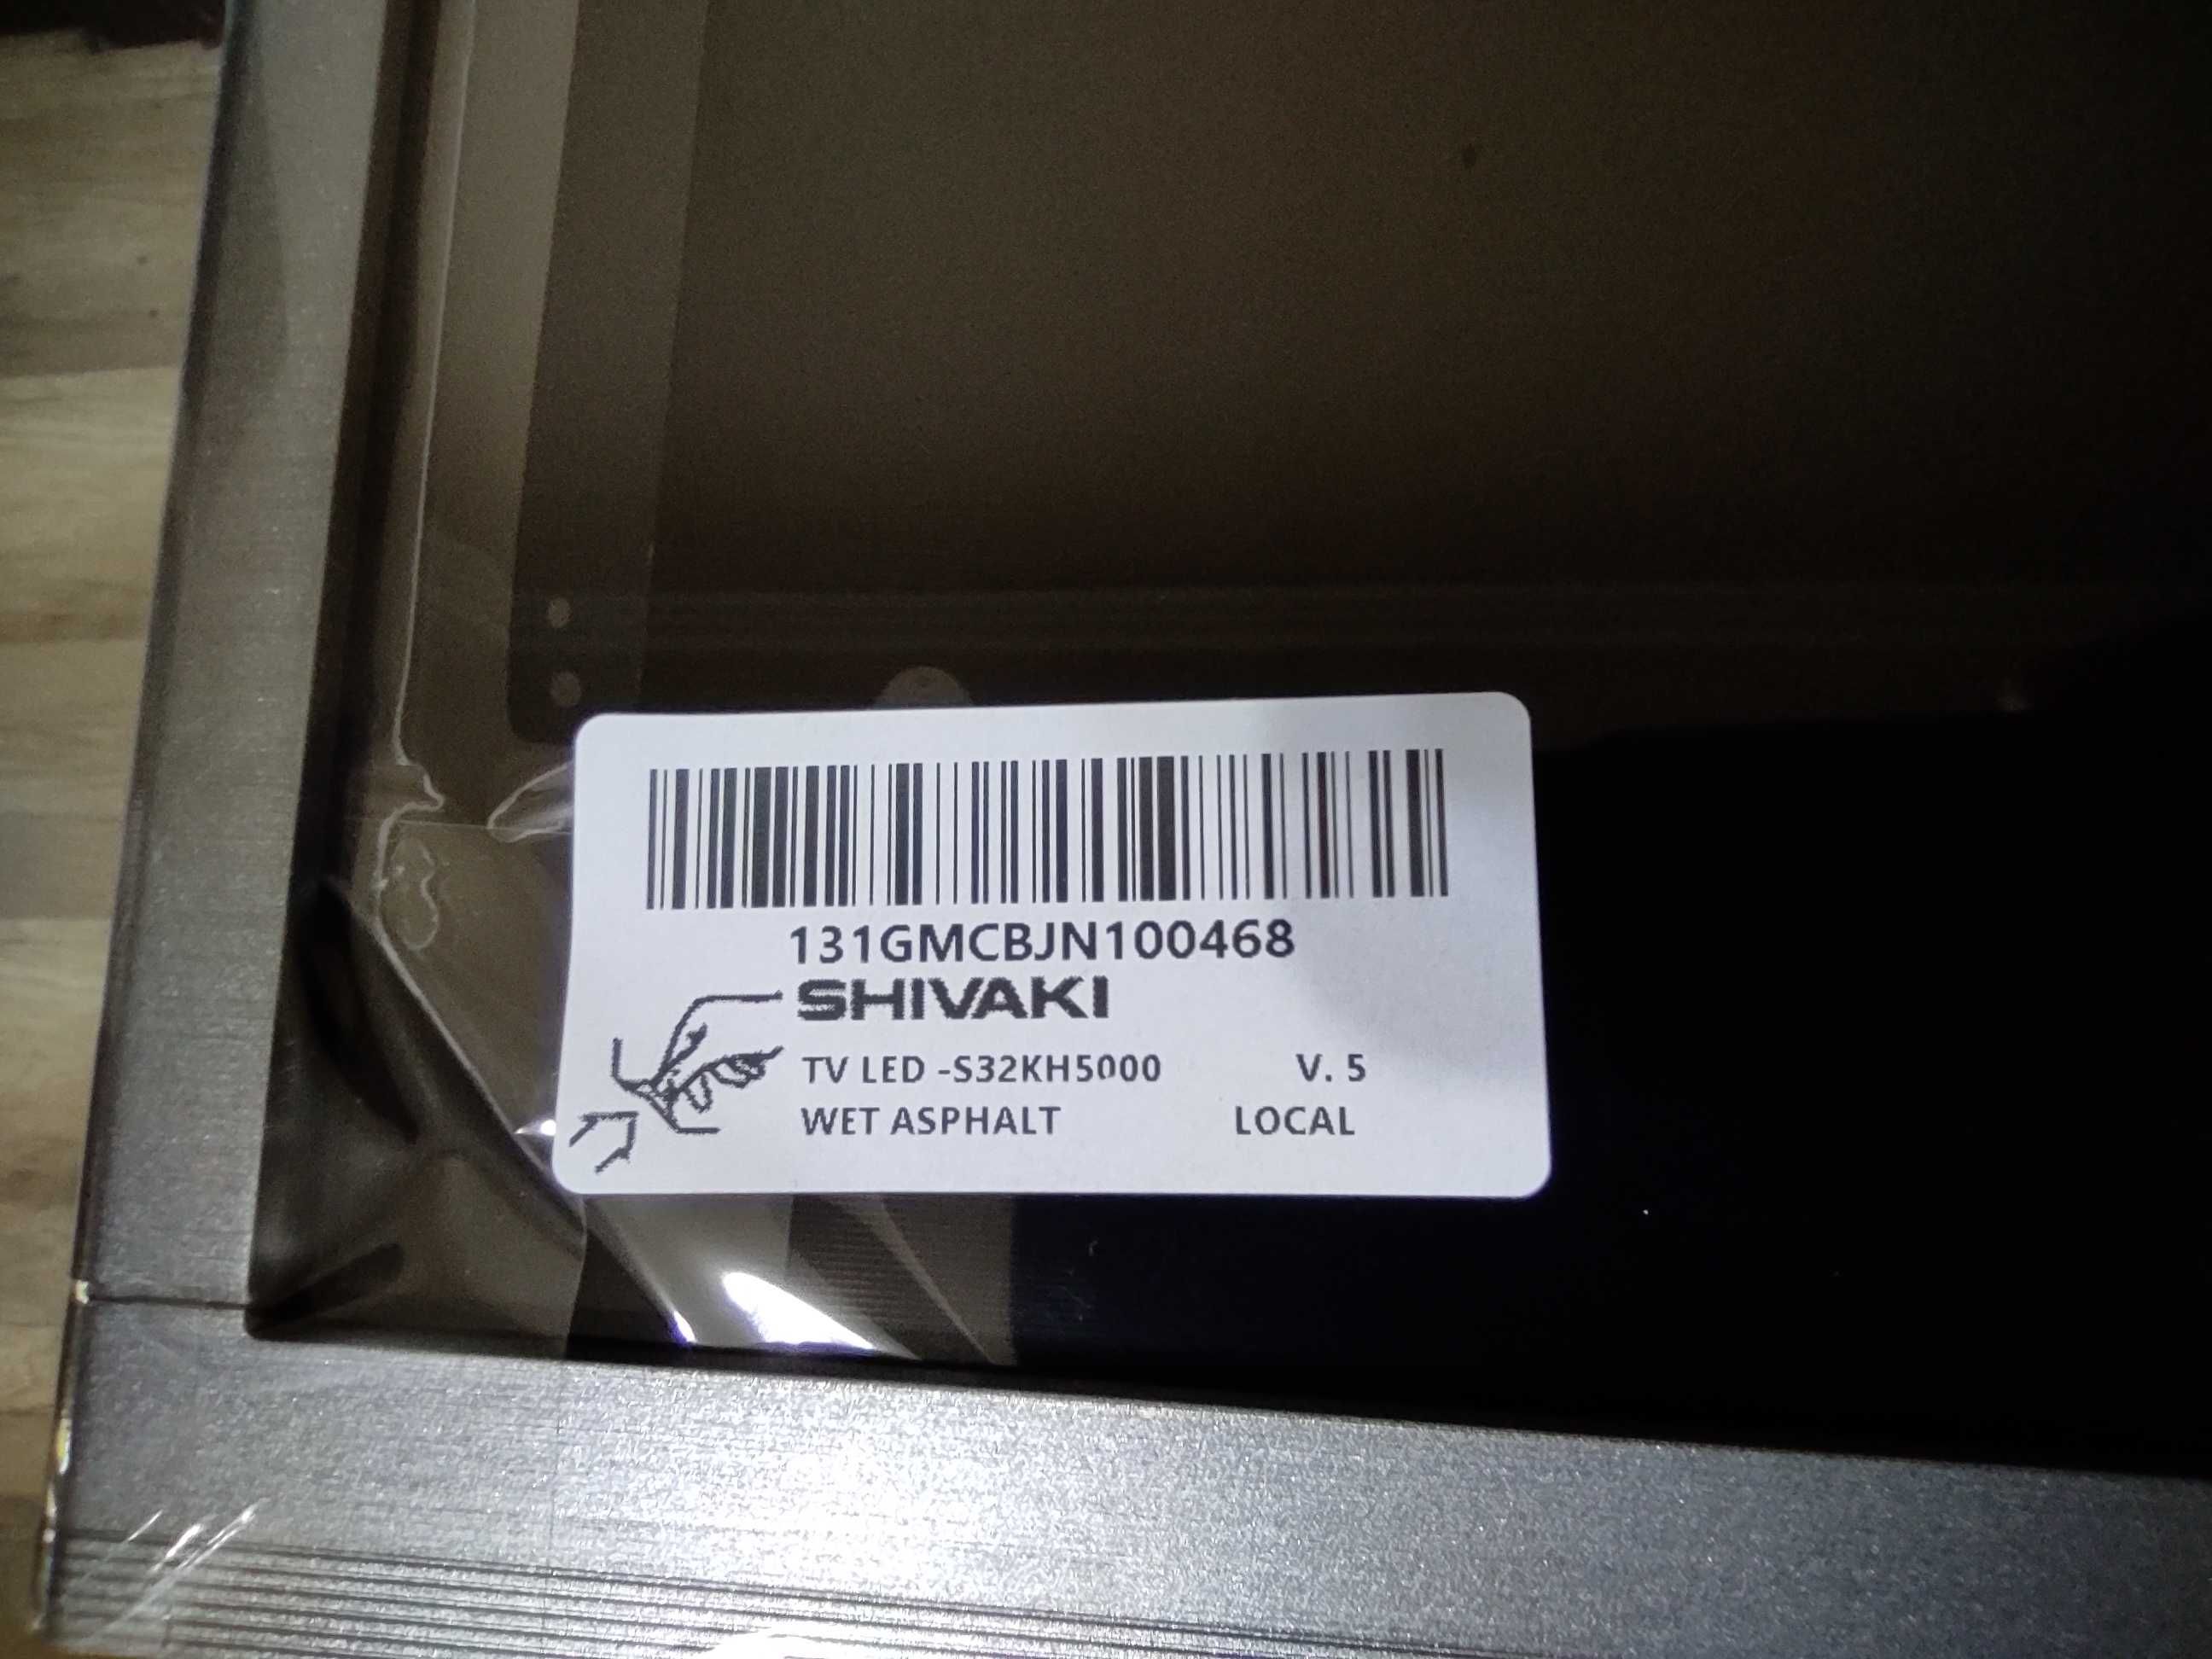 131GMCBJN100468
SHIVAKI
TV LED -S32KH5000 V. 5
WET ASPHALT LOCAL